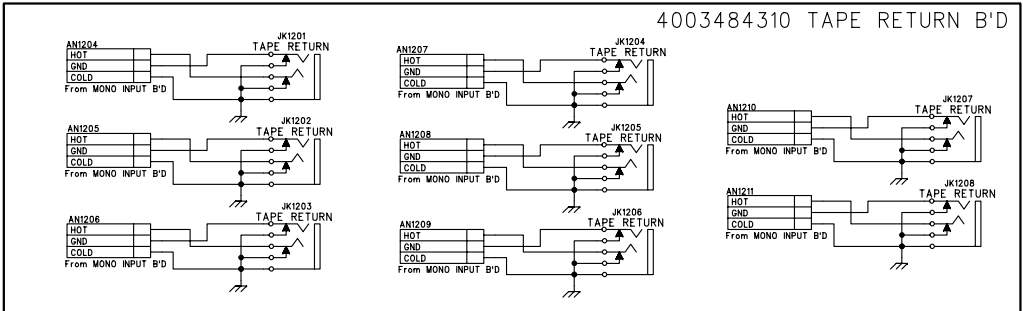 4003484310 TAPE RETURN B'D
JK1201
TAPE RETURN
AN1204
HOT
GND
COLD
From MONO INPUT B'D
JK1202
TAPE RETURN
AN1205
HOT
GND
COLD
From MONO INPUT B'D
JK1203
TAPE RETURN
AN1206
HOT
GND
COLD
From MONO INPUT B'D
JK1204
TAPE RETURN
AN1207
HOT
GND
COLD
From MONO INPUT B'D
JK1205
TAPE RETURN
AN1208
HOT
GND
COLD
From MONO INPUT B'D
JK1206
TAPE RETURN
AN1209
HOT
GND
COLD
From MONO INPUT B'D
JK1207
TAPE RETURN
AN1210
HOT
GND
COLD
From MONO INPUT B'D
JK1208
TAPE RETURN
AN1211
HOT
GND
COLD
From MONO INPUT B'D